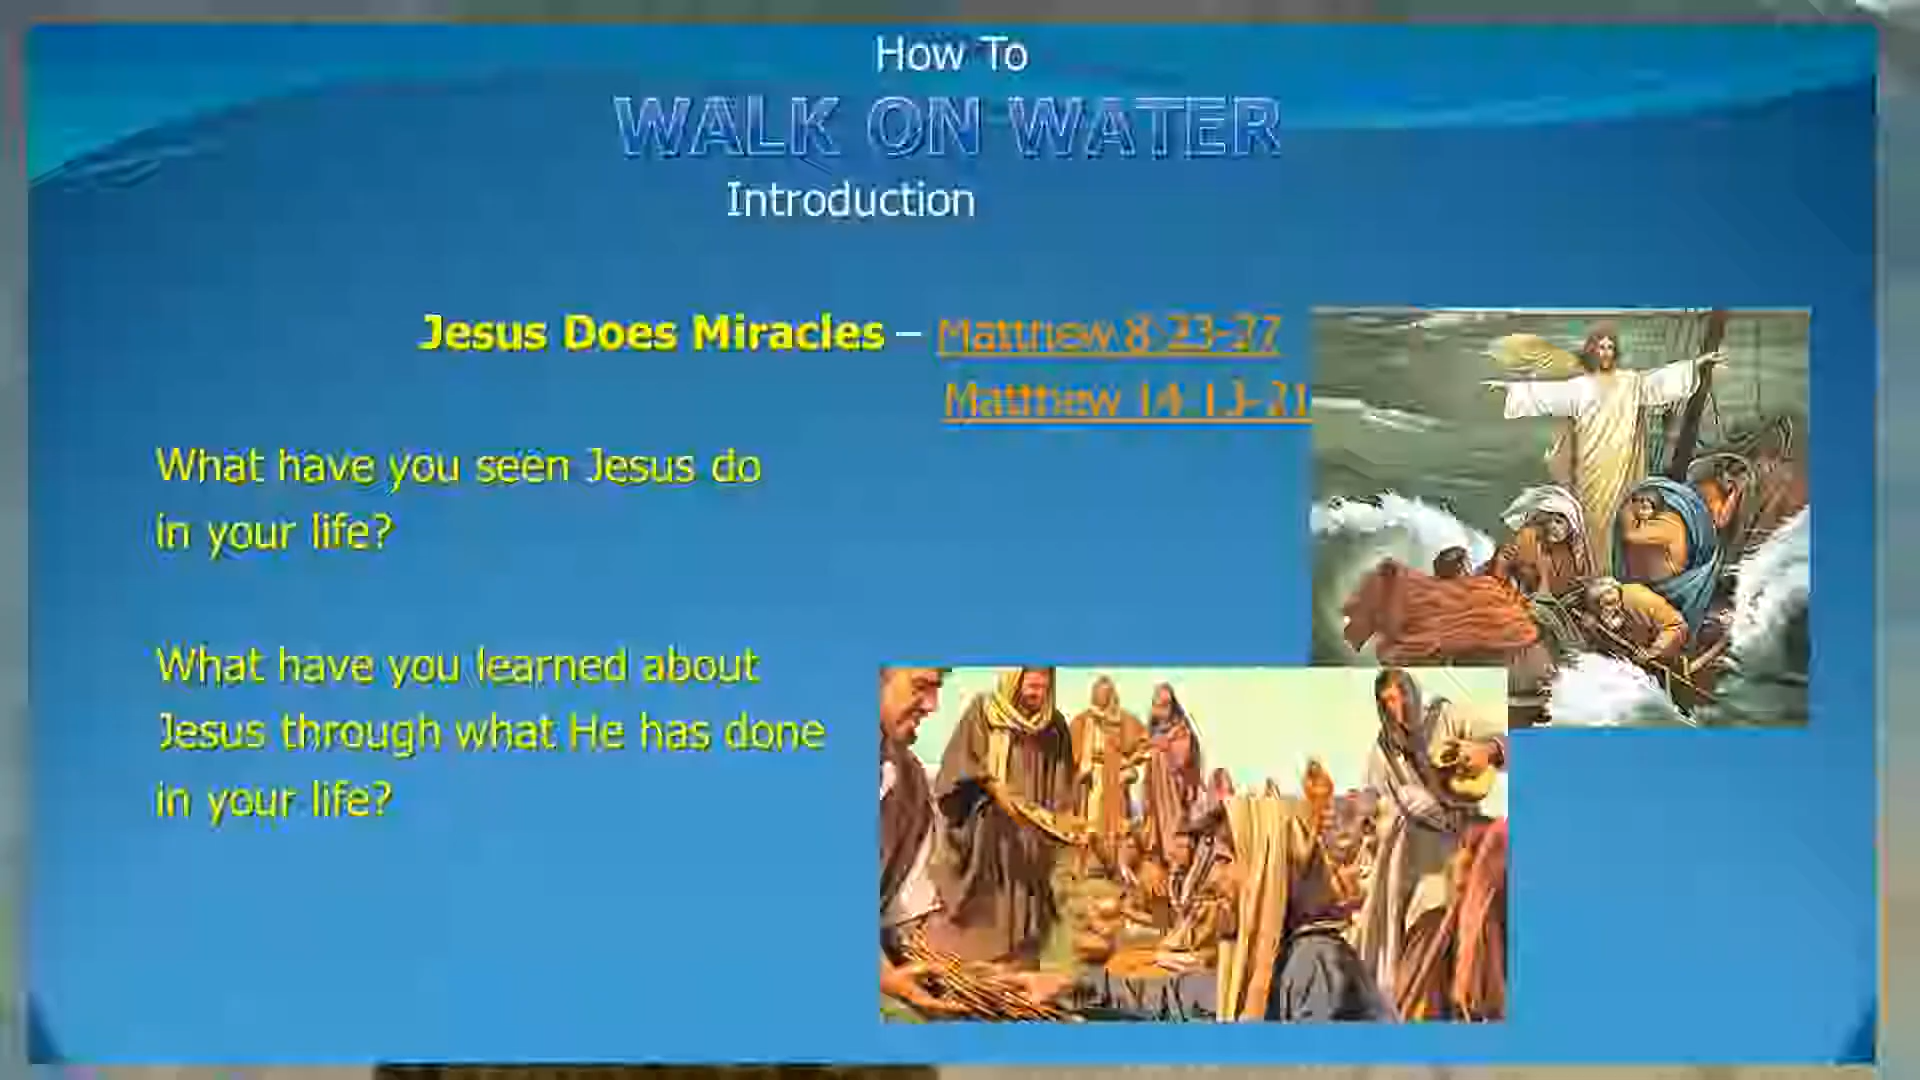 How To
WALK ON WATER
Introduction
Jesus Does Miracles – Matthew 8 23-27
Matthew 14 13-21
What have you seen Jesus do
in your life?
What have you learned about
Jesus through what He has done
in your life?